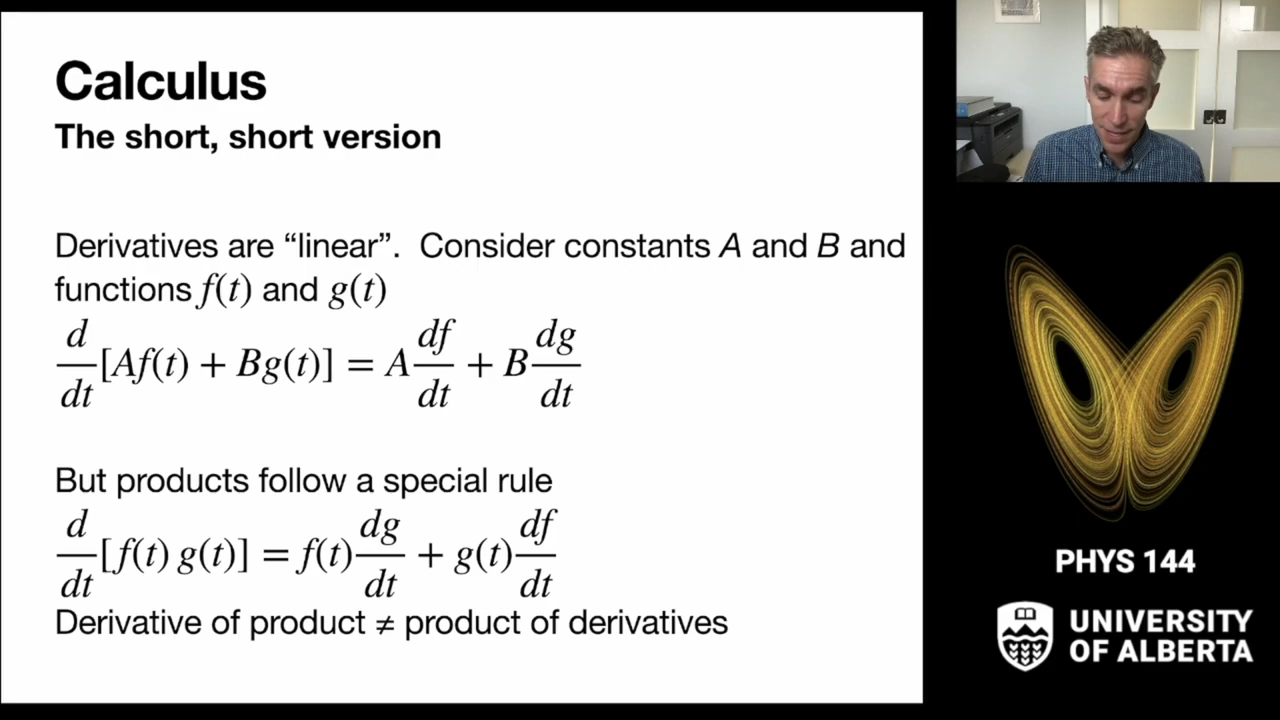 Calculus
The short, short version
Derivatives are “linear”. Consider constants A and B and
functions f(t) and g(t)
d/dt [Af(t) + Bg(t)] = A df/dt + B dg/dt
But products follow a special rule
d/dt [f(t) g(t)] = f(t) dg/dt + g(t) df/dt
Derivative of product ≠ product of derivatives
PHYS 144
UNIVERSITY
OF ALBERTA